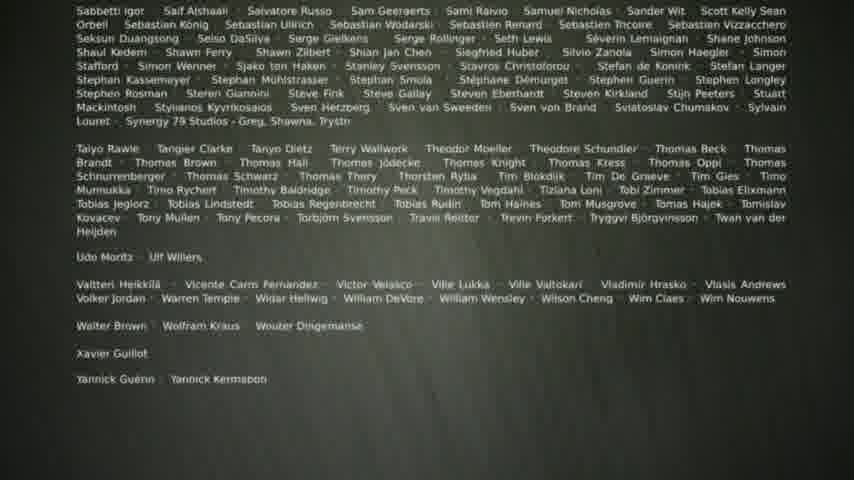 Sabbetti Igor · Saif Alshaali · Salvatore Russo · Sam Geeraerts · Sami Raivio · Samuel Nicholas · Sander Wit · Scott Kelly Sean
Orbell · Sebastian König · Sebastian Ullrich · Sebastian Wodarski · Sebastien Renard · Sebastien Tricoire · Sebastien Vizzacchero
Seksun Duangsong · Selso DaSilva · Serge Gielkens · Serge Rollinger · Seth Lewis · Séverin Lemaignan · Shane Johnson
Shaul Kedem · Shawn Ferry · Shawn Zilbert · Shian Jan Chen · Siegfried Huber · Silvio Zanola · Simon Haegler · Simon
Stafford · Simon Wenner · Sjako ten Haken · Stanley Svensson · Stavros Christoforou · Stefan de Konink · Stefan Langer
Stephan Kassemeyer · Stephan Mühlstrasser · Stephan Smola · Stéphane Démurget · Stephen Guerin · Stephen Longley
Stephen Rosman · Steren Giannini · Steve Fink · Steve Gallay · Steven Eberhardt · Steven Kirkland · Stijn Peeters · Stuart
Mackintosh · Stylianos Kyvrikosaios · Sven Herzberg · Sven van Sweeden · Sven von Brand · Sviatoslav Chumakov · Sylvain
Louret · Synergy 79 Studios - Greg, Shawna, Trystn
Taiyo Rawle · Tangier Clarke · Tanyo Dietz · Terry Wallwork · Theodor Moeller · Theodore Schundler · Thomas Beck · Thomas
Brandt · Thomas Brown · Thomas Hall · Thomas Jödecke · Thomas Knight · Thomas Kress · Thomas Oppl · Thomas
Schnurrenberger · Thomas Schwarz · Thomas Thery · Thorsten Ryba · Tim Blokdijk · Tim De Graeve · Tim Gies · Timo
Murmukka · Timo Rychert · Timothy Baldridge · Timothy Peck · Timothy Vegdahl · Tiziana Loni · Tobi Zimmer · Tobias Elixmann
Tobias Jeglorz · Tobias Lindstedt · Tobias Regenbrecht · Tobias Rudin · Tom Haines · Tom Musgrove · Tomas Hajek · Tomislav
Kovacev · Tony Mullen · Tony Pecora · Torbjörn Svensson · Travis Reittor · Trevin Forkert · Tryggvi Björgvinsson · Twan van der
Heijden
Udo Moritz · Ulf Willers
Valtteri Heikkilä · Vicente Carro Fernandez · Victor Velasco · Ville Lukka · Ville Valtokari · Vladimir Hrasko · Vlasis Andrews
Volker Jordan · Warren Temple · Widar Hellwig · William DeVore · William Wensley · Wilson Cheng · Wim Claes · Wim Nouwens
Walter Brown · Wolfram Kraus · Wouter Dingemanse
Xavier Guillot
Yannick Guerin · Yannick Kermabon